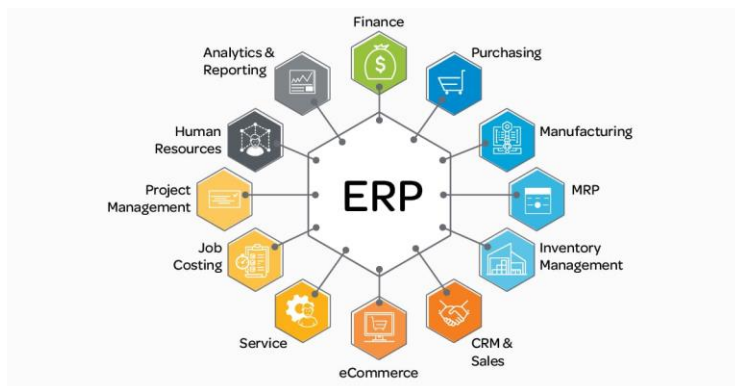 Finance
Purchasing
Manufacturing
MRP
Inventory
Management
CRM &
Sales
eCommerce
Service
Job
Costing
Project
Management
Human
Resources
Analytics &
Reporting
ERP
$